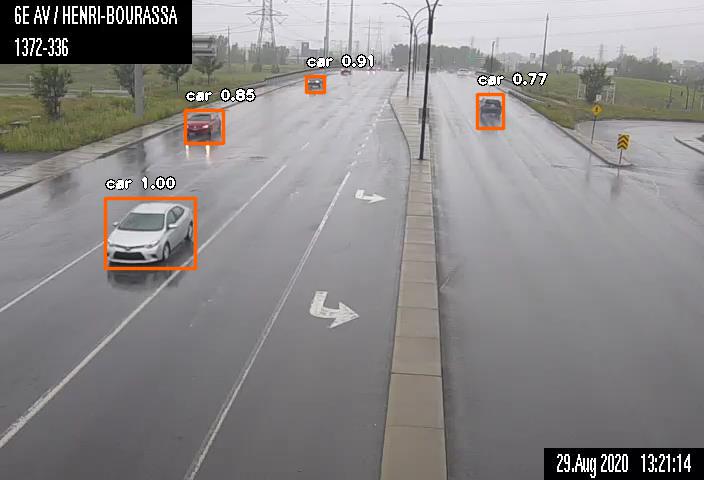 6E AV / HENRI-BOURASSA
1372-336
car 0.91
car 0.77
car 0.85
car 1.00
29.Aug 2020 13:21:14